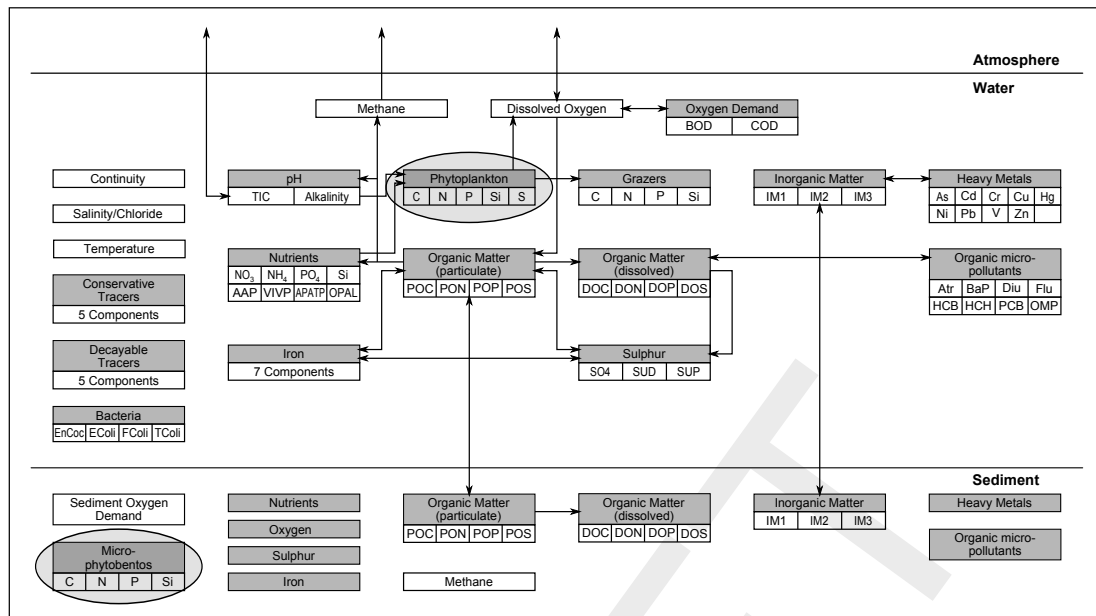 Atmosphere
Water
Methane
Dissolved Oxygen
Oxygen Demand
BOD COD
Continuity
Salinity/Chloride
Temperature
Conservative
Tracers
5 Components
Decayable
Tracers
5 Components
Bacteria
EnCoc EColi FColi TColi
pH
TIC Alkalinity
Phytoplankton
C N P Si S
Grazers
C N P Si
Inorganic Matter
IM1 IM2 IM3
Heavy Metals
As Cd Cr Cu Hg
Ni Pb V Zn
Nutrients
NO3 NH4 PO4 Si
AAP VIVP APATP OPAL
Organic Matter
(particulate)
POC PON POP POS
Organic Matter
(dissolved)
DOC DON DOP DOS
Organic micro-
pollutants
Atr BaP Diu Flu
HCB HCH PCB OMP
Iron
7 Components
Sulphur
SO4 SUD SUP
Sediment
Sediment Oxygen
Demand
Micro-
phytobentos
C N P Si
Nutrients
Oxygen
Sulphur
Iron
Organic Matter
(particulate)
POC PON POP POS
Methane
Organic Matter
(dissolved)
DOC DON DOP DOS
Inorganic Matter
IM1 IM2 IM3
Heavy Metals
Organic micro-
pollutants